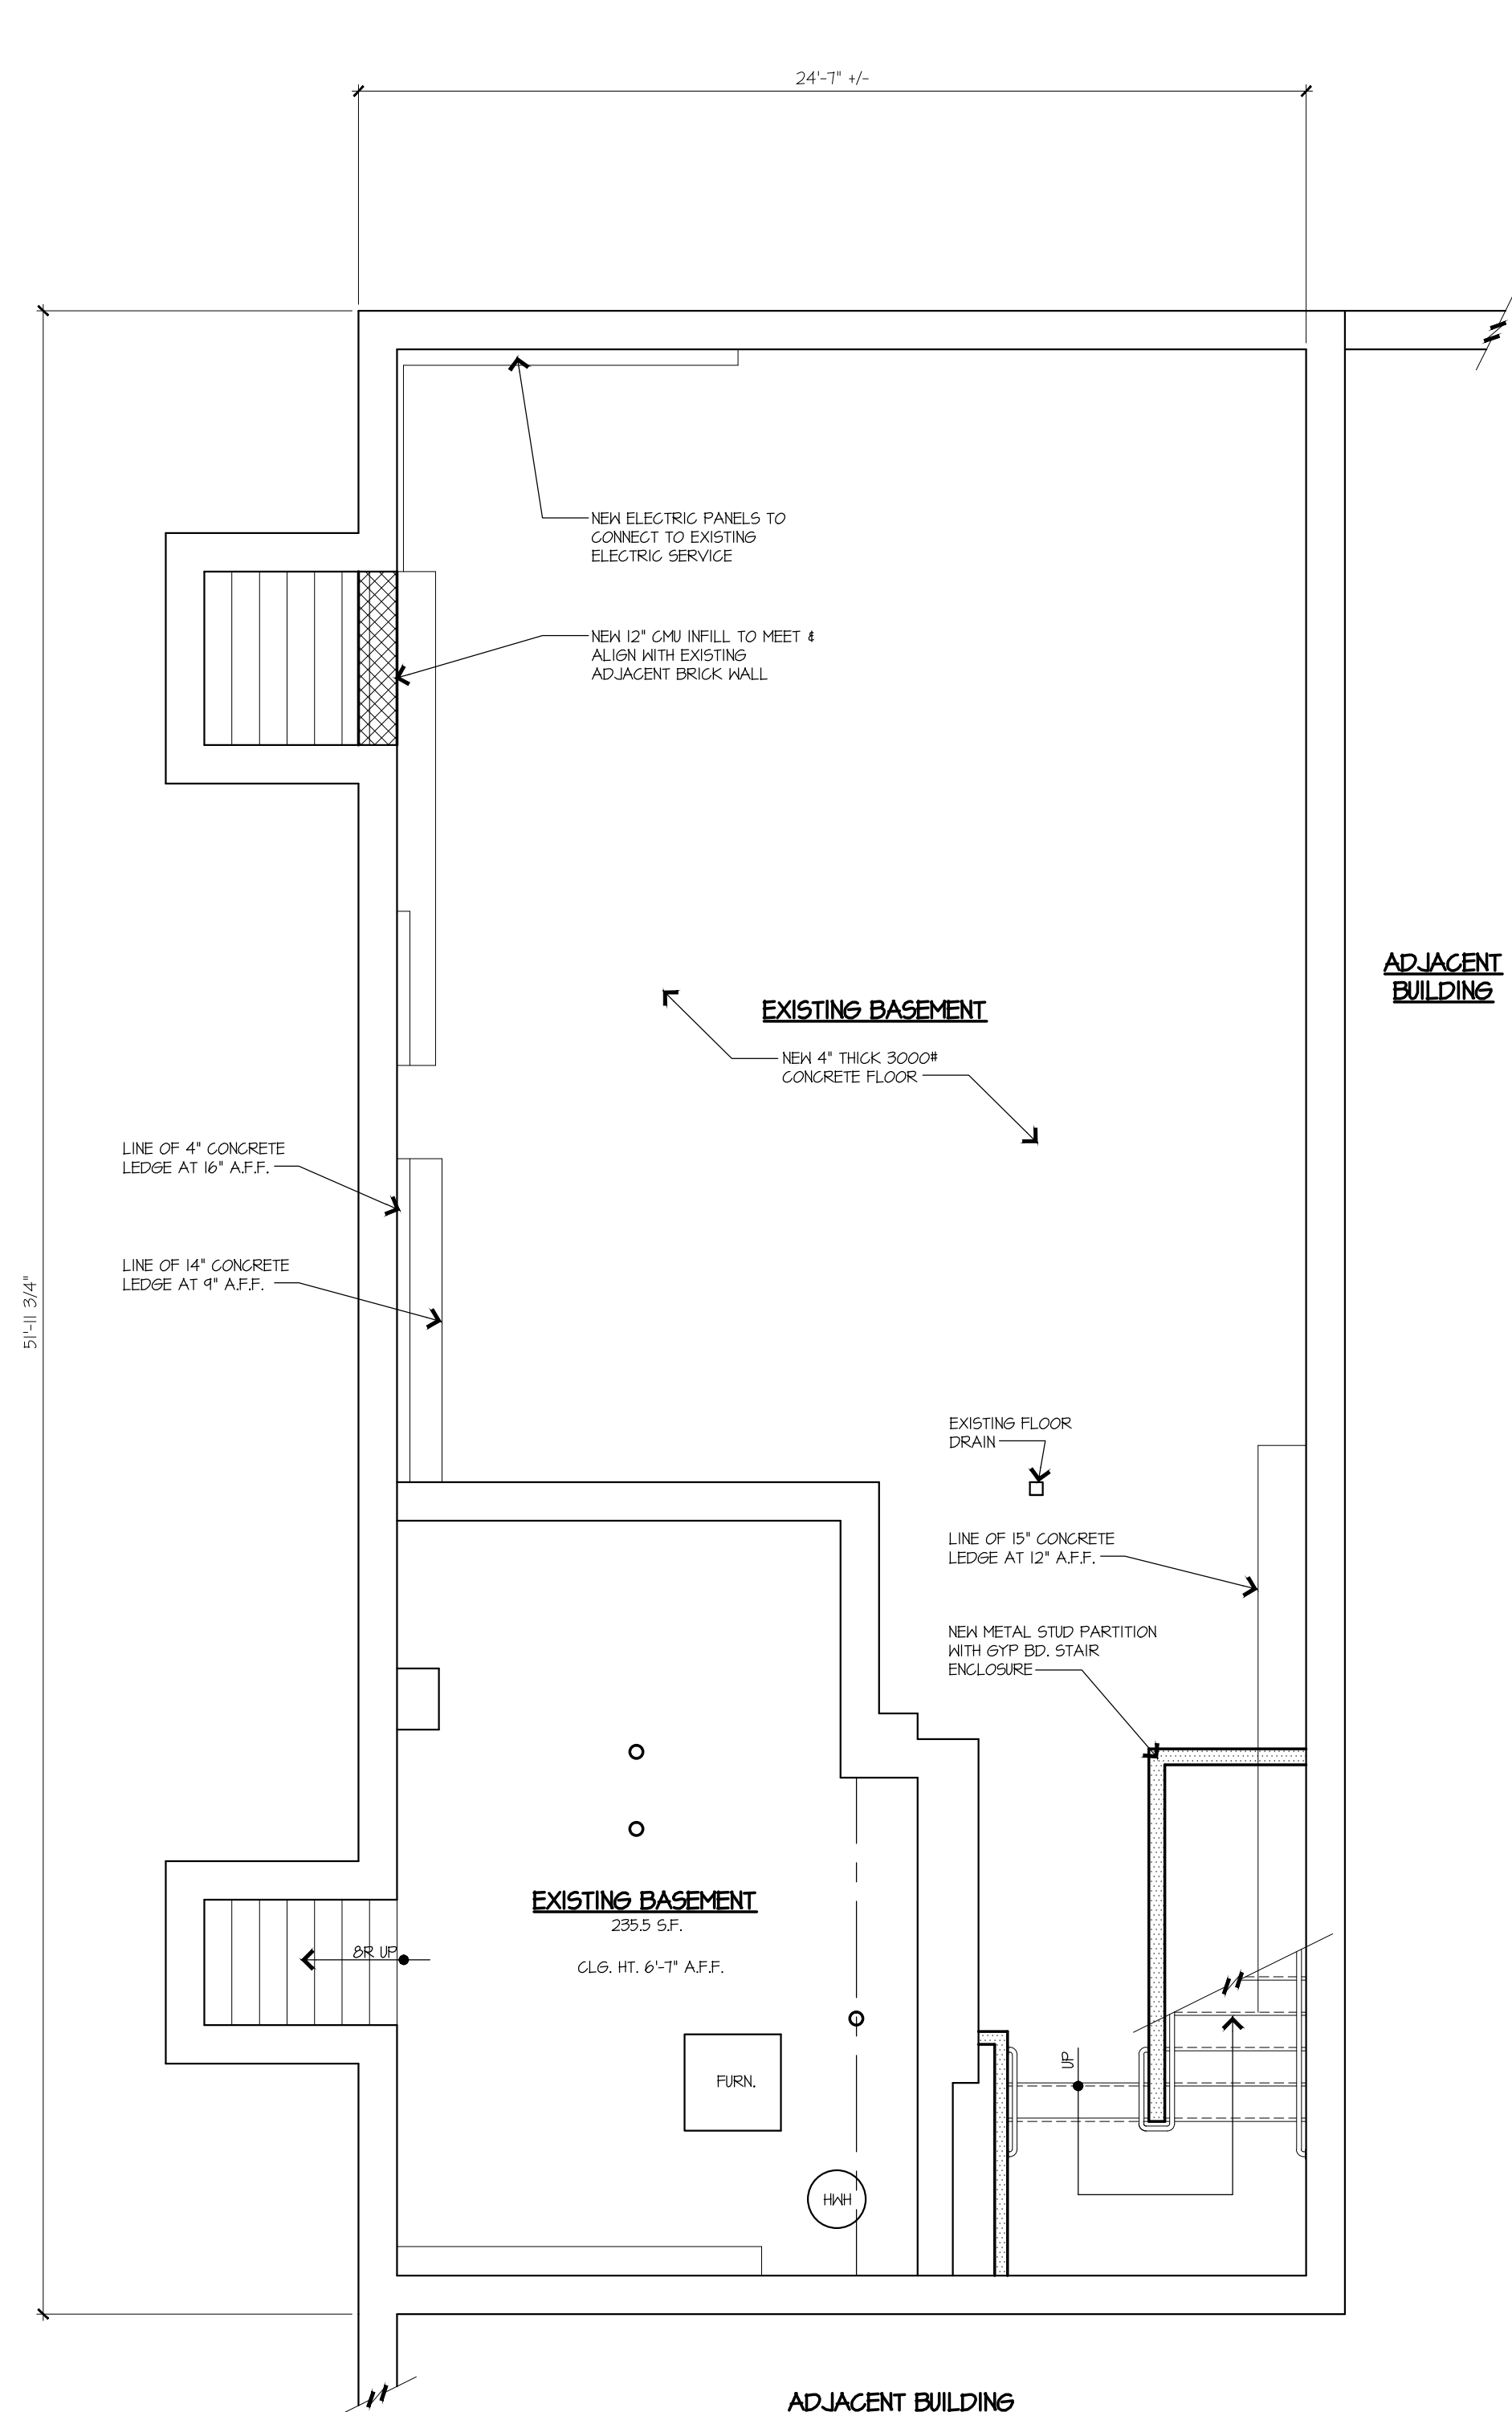 24'-7" +/-
NEW ELECTRIC PANELS TO
CONNECT TO EXISTING
ELECTRIC SERVICE
NEW 12" CMU INFILL TO MEET &
ALIGN WITH EXISTING
ADJACENT BRICK WALL
ADJACENT
BUILDING
EXISTING BASEMENT
NEW 4" THICK 3000#
CONCRETE FLOOR
LINE OF 4" CONCRETE
LEDGE AT 16" A.F.F.
LINE OF 14" CONCRETE
LEDGE AT 9" A.F.F.
51'-11 3/4"
EXISTING FLOOR
DRAIN
LINE OF 15" CONCRETE
LEDGE AT 12" A.F.F.
NEW METAL STUD PARTITION
WITH GYP BD. STAIR
ENCLOSURE
EXISTING BASEMENT
235.5 S.F.
CLG. HT. 6'-7" A.F.F.
8R UP
UP
FURN.
HWH
ADJACENT BUILDING